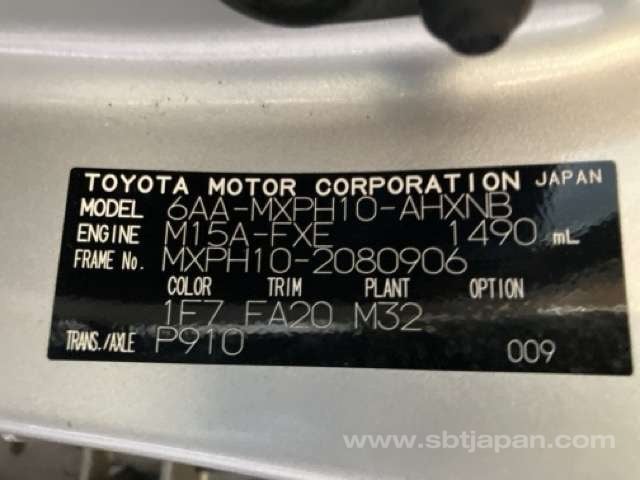 TOYOTA MOTOR CORPORATION JAPAN
MODEL 6AA-MXPH10-AHXNB
ENGINE M15A-FXE 1490 mL
FRAME No. MXPH10-2080906
COLOR TRIM PLANT OPTION
1F7 FA20 M32
TRANS./AXLE P910 009
www.sbtjapan.com